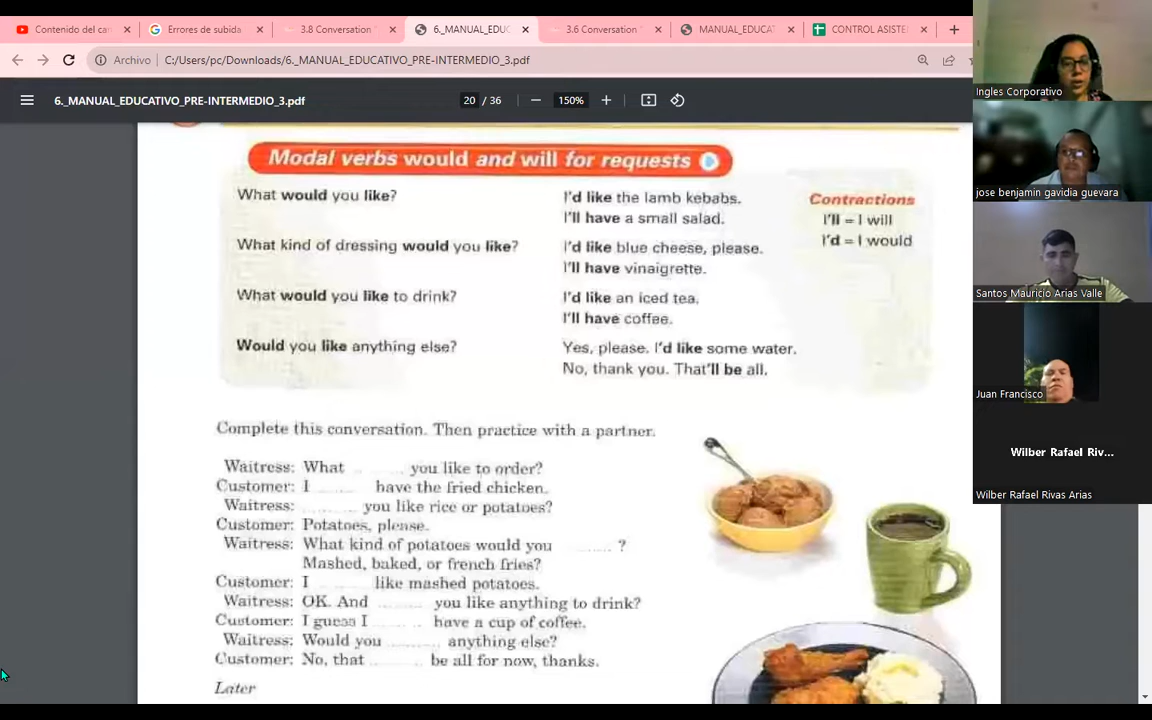 Contenido del ca
Errores de subida
3.8 Conversation
6._MANUAL_EDUC
3.6 Conversation
MANUAL_EDUCAT
CONTROL ASISTE
Archivo
C:/Users/pc/Downloads/6._MANUAL_EDUCATIVO_PRE-INTERMEDIO_3.pdf
6._MANUAL_EDUCATIVO_PRE-INTERMEDIO_3.pdf
20 / 36
150%
Modal verbs would and will for requests
What would you like?
I'd like the lamb kebabs.
I'll have a small salad.
What kind of dressing would you like?
I'd like blue cheese, please.
I'll have vinaigrette.
What would you like to drink?
I'd like an iced tea.
I'll have coffee.
Would you like anything else?
Yes, please. I'd like some water.
No, thank you. That'll be all.
Contractions
I'll = I will
I'd = I would
Complete this conversation. Then practice with a partner.
Waitress: What ........ you like to order?
Customer: I ........ have the fried chicken.
Waitress: ........ you like rice or potatoes?
Customer: Potatoes, please.
Waitress: What kind of potatoes would you ........ ?
Mashed, baked, or french fries?
Customer: I ........ like mashed potatoes.
Waitress: OK. And ........ you like anything to drink?
Customer: I guess I ........ have a cup of coffee.
Waitress: Would you ........ anything else?
Customer: No, that ........ be all for now, thanks.
Later
Ingles Corporativo
jose benjamin gavidia guevara
Santos Mauricio Arias Valle
Juan Francisco
Wilber Rafael Riv...
Wilber Rafael Rivas Arias